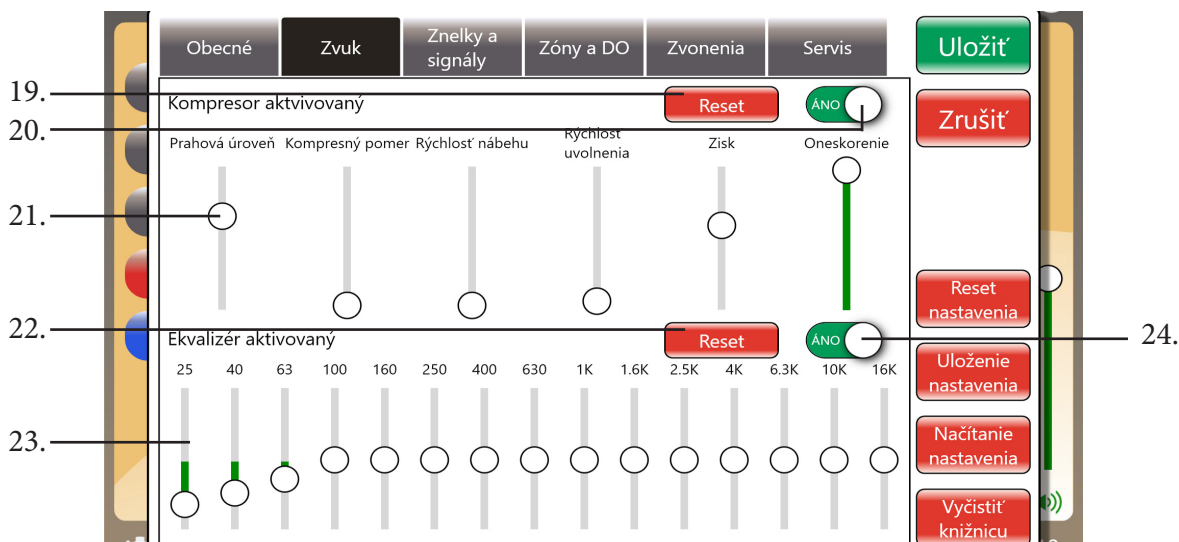 Obecné
Zvuk
Znelky a
signály
Zóny a DO
Zvonenia
Servis
Uložiť
19.
Kompresor aktvivovaný
Reset
ÁNO
Zrušiť
20.
Prahová úroveň
Kompresný pomer
Rýchlosť nábehu
Rýchlosť
uvolnenia
Zisk
Oneskorenie
21.
Reset
nastavenia
22.
Ekvalizér aktivovaný
Reset
ÁNO
24.
25 40 63 100 160 250 400 630 1K 1.6K 2.5K 4K 6.3K 10K 16K
Uloženie
nastavenia
23.
Načítanie
nastavenia
Vyčistiť
knižnicu